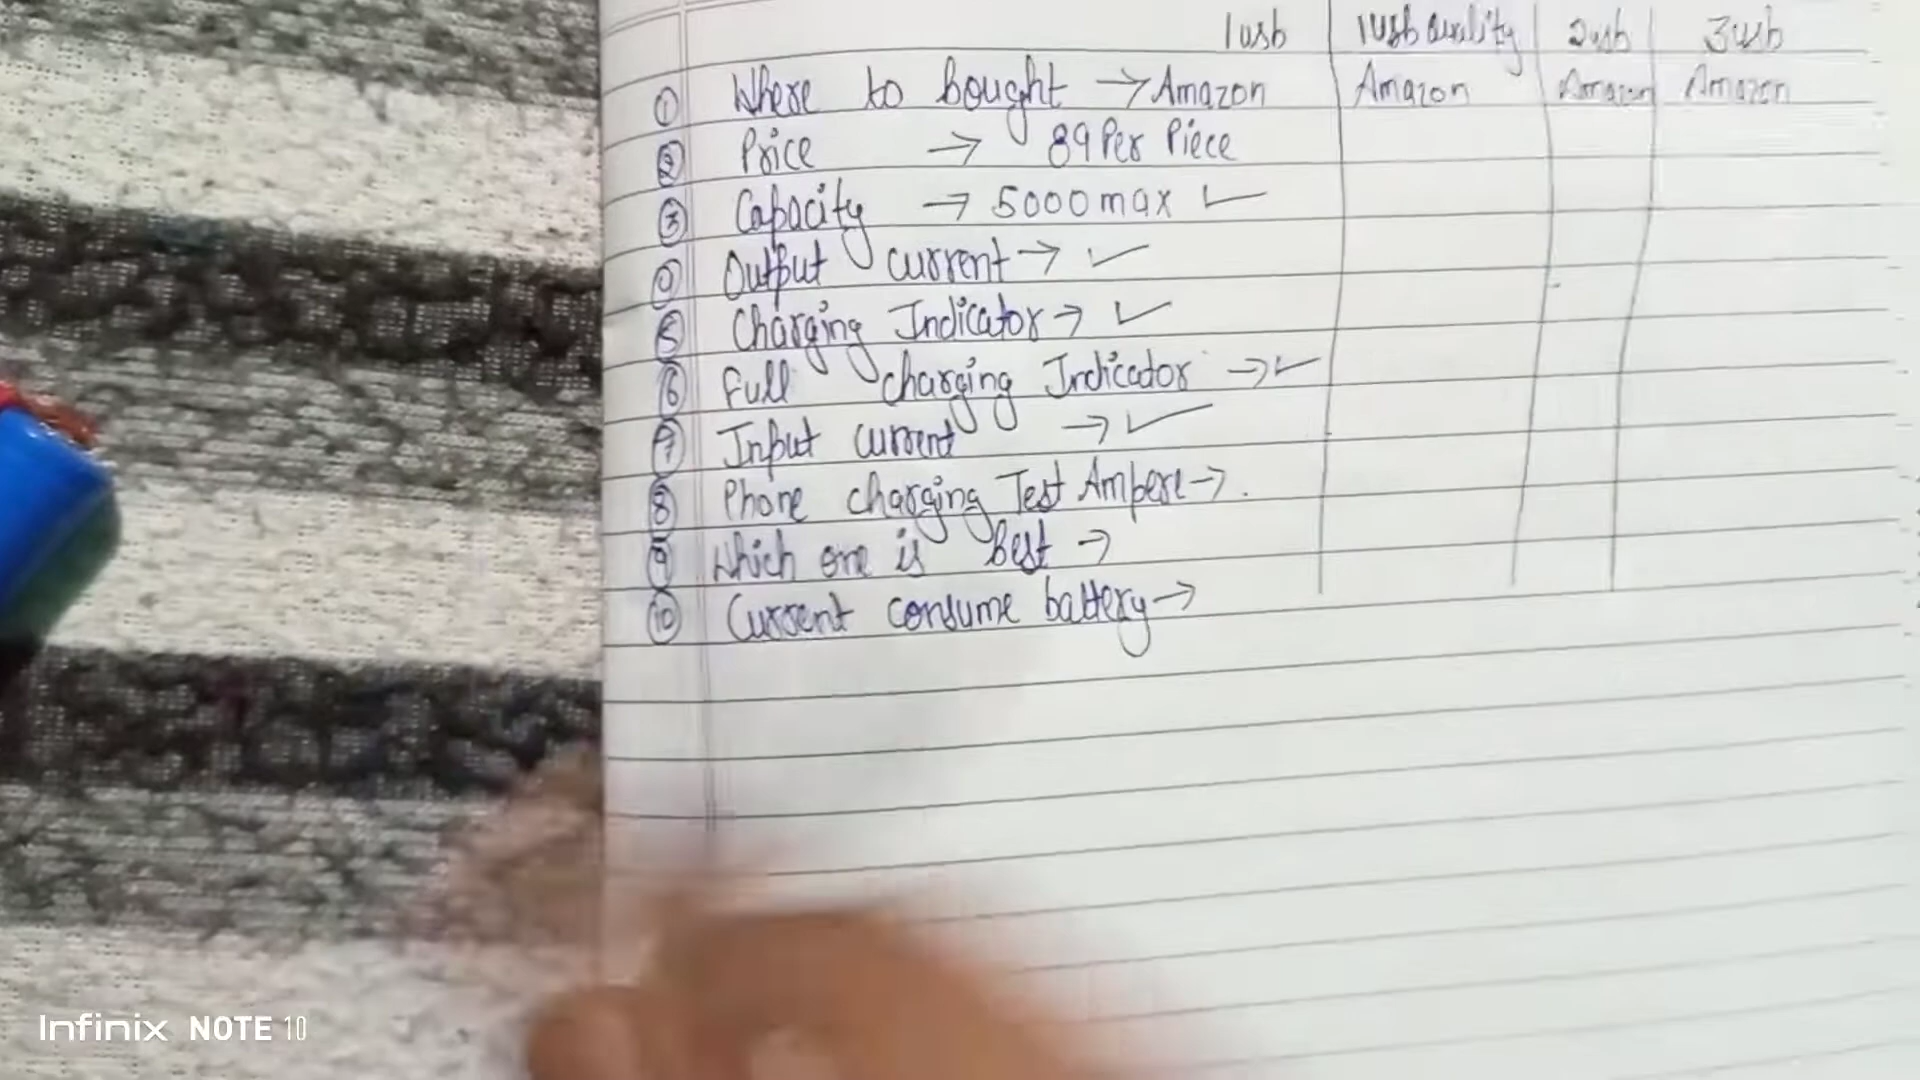 1usb 1usb Quality 2usb 3usb
① Where to bought → Amazon Amazon Amazon Amazon
② Price → 89 Per Piece
③ Capacity → 5000 max ✓
④ Output current → ✓
⑤ Charging Indicator → ✓
⑥ Full charging Indicator → ✓
⑦ Input current → ✓
⑧ Phone charging Test Ampere → .
⑨ Which one is Best →
⑩ Current consume battery →
Infinix NOTE 10